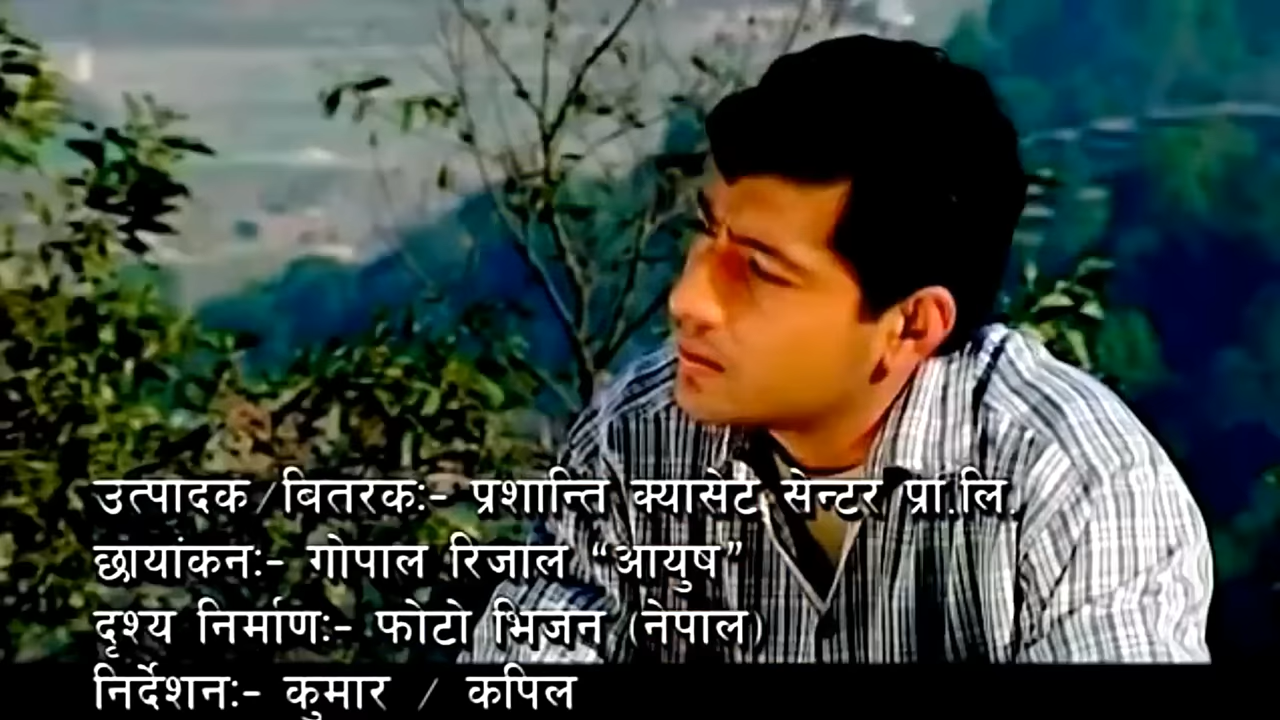 उत्पादक/बितरकः- प्रशान्ति क्यासेट सेन्टर प्रा.लि.
छायांकनः- गोपाल रिजाल “आयुष”
दृश्य निर्माणः- फोटो भिजन (नेपाल)
निर्देशनः- कुमार / कपिल